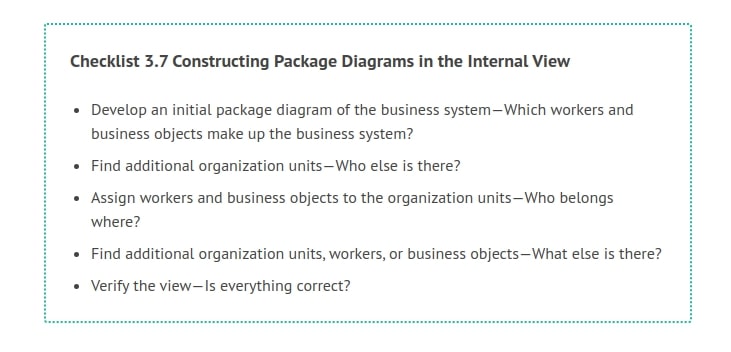 Checklist 3.7 Constructing Package Diagrams in the Internal View
• Develop an initial package diagram of the business system—Which workers and
business objects make up the business system?
• Find additional organization units—Who else is there?
• Assign workers and business objects to the organization units—Who belongs
where?
• Find additional organization units, workers, or business objects—What else is there?
• Verify the view—Is everything correct?